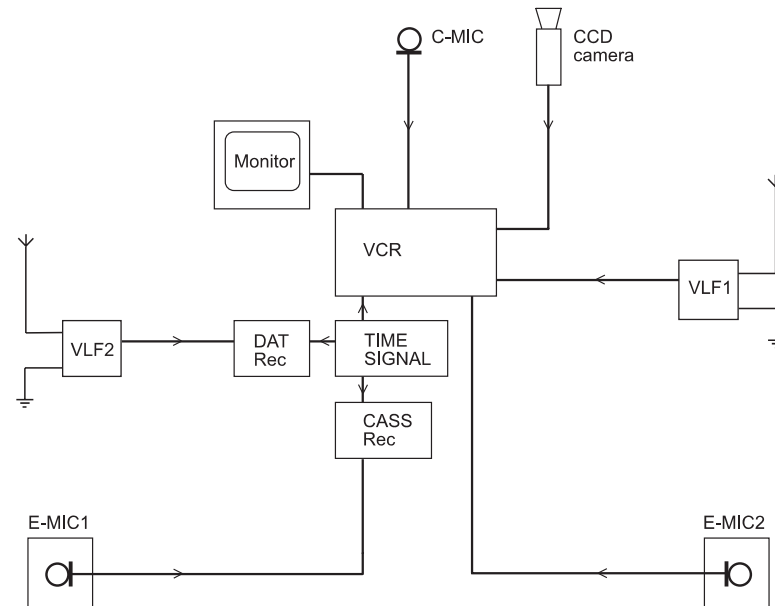 C-MIC
CCD
camera
Monitor
VCR
VLF1
VLF2
DAT
Rec
TIME
SIGNAL
CASS
Rec
E-MIC1
E-MIC2